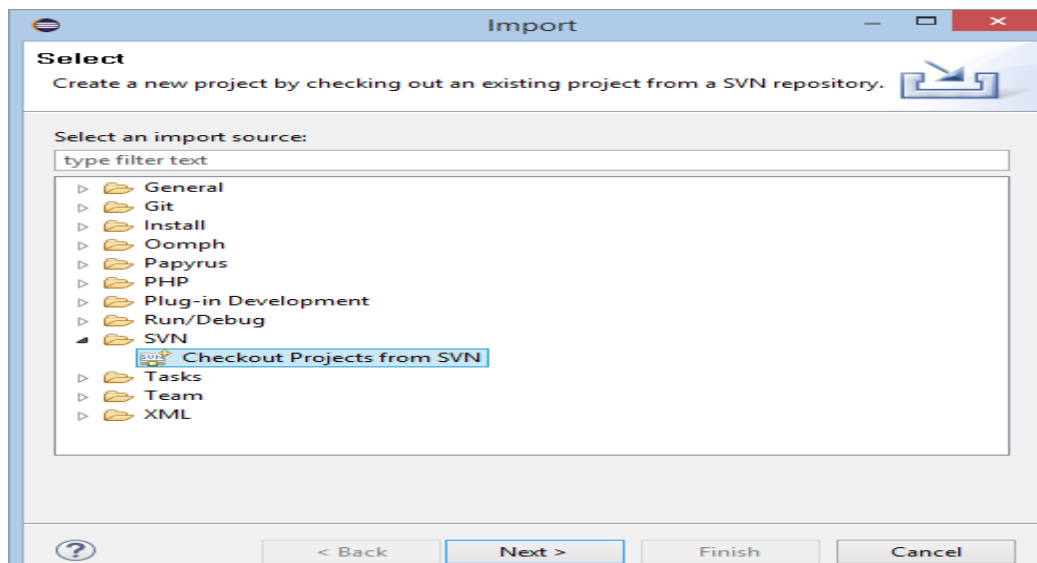 Import
Select
Create a new project by checking out an existing project from a SVN repository.
Select an import source:
type filter text
General
Git
Install
Oomph
Papyrus
PHP
Plug-in Development
Run/Debug
SVN
SVN
Checkout Projects from SVN
Tasks
Team
XML
? < Back Next > Finish Cancel